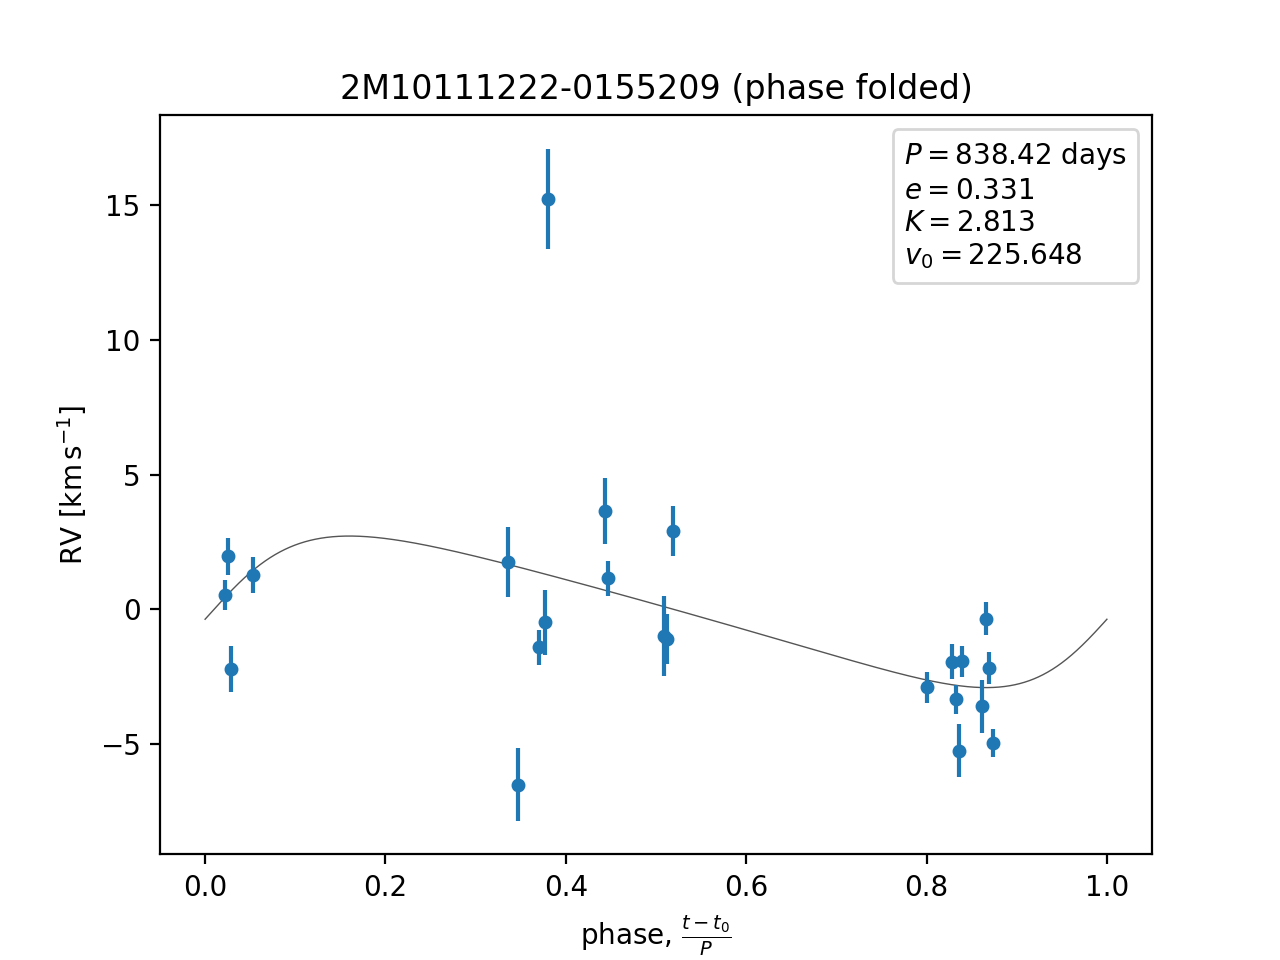 2M10111222-0155209 (phase folded)
P = 838.42 days
e = 0.331
K = 2.813
v₀ = 225.648
15
10
5
0
−5
RV [km s⁻¹]
0.0 0.2 0.4 0.6 0.8 1.0
phase, (t − t₀)/P